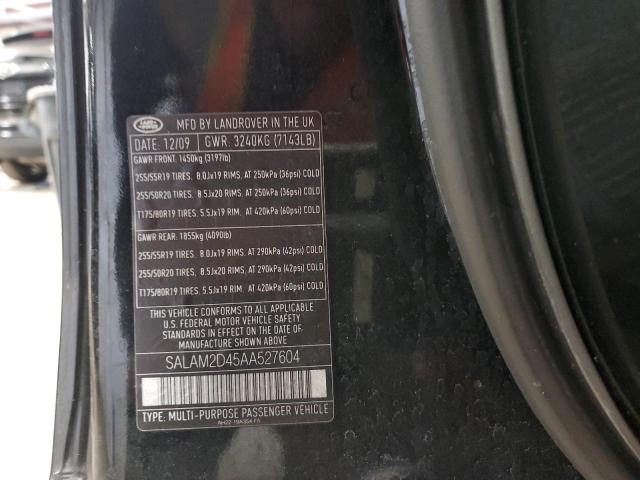 LAND ROVER
MFD BY LANDROVER IN THE UK
DATE: 12/09 GWR: 3240KG (7143LB)
GAWR FRONT: 1450kg (3197lb)
255/55R19 TIRES. 8.0Jx19 RIMS, AT 250kPa (36psi) COLD
255/50R20 TIRES. 8.5Jx20 RIMS, AT 250kPa (36psi) COLD
T175/80R19 TIRES. 5.5Jx19 RIM. AT 420kPa (60psi) COLD
GAWR REAR: 1855kg (4090lb)
255/55R19 TIRES. 8.0Jx19 RIMS, AT 290kPa (42psi) COLD
255/50R20 TIRES. 8.5Jx20 RIMS, AT 290kPa (42psi) COLD
T175/80R19 TIRES. 5.5Jx19 RIM. AT 420kPa (60psi) COLD
THIS VEHICLE CONFORMS TO ALL APPLICABLE
U.S. FEDERAL MOTOR VEHICLE SAFETY
STANDARDS IN EFFECT ON THE DATE OF
MANUFACTURE SHOWN ABOVE
SALAM2D45AA527604
TYPE: MULTI-PURPOSE PASSENGER VEHICLE
AH22-19A354-FA